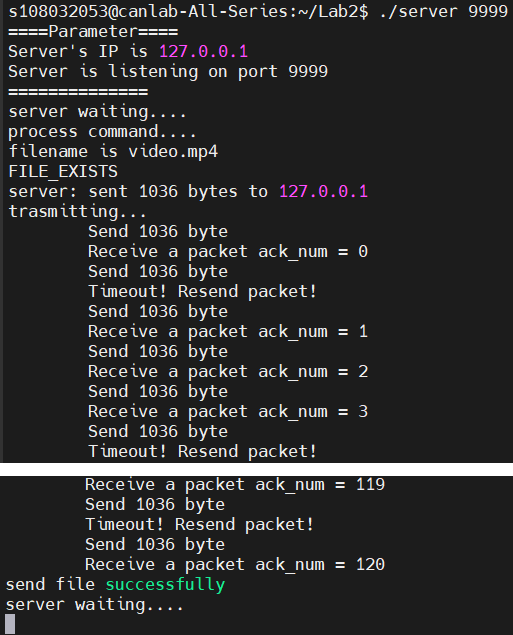 s108032053@canlab-All-Series:~/Lab2$ ./server 9999
====Parameter====
Server's IP is 127.0.0.1
Server is listening on port 9999
==============
server waiting....
process command....
filename is video.mp4
FILE_EXISTS
server: sent 1036 bytes to 127.0.0.1
trasmitting...
Send 1036 byte
Receive a packet ack_num = 0
Send 1036 byte
Timeout! Resend packet!
Send 1036 byte
Receive a packet ack_num = 1
Send 1036 byte
Receive a packet ack_num = 2
Send 1036 byte
Receive a packet ack_num = 3
Send 1036 byte
Timeout! Resend packet!
Receive a packet ack_num = 119
Send 1036 byte
Timeout! Resend packet!
Send 1036 byte
Receive a packet ack_num = 120
send file successfully
server waiting....